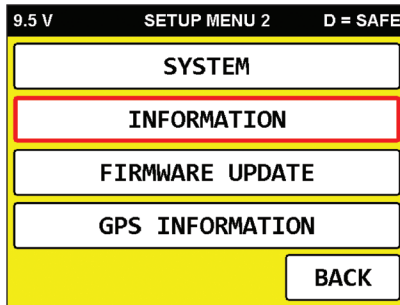 9.5 V SETUP MENU 2 D = SAFE
SYSTEM
INFORMATION
FIRMWARE UPDATE
GPS INFORMATION
BACK